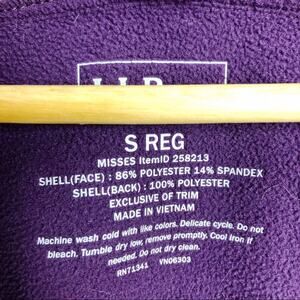 S REG
MISSES ItemID 258213
SHELL(FACE) : 86% POLYESTER 14% SPANDEX
SHELL(BACK) : 100% POLYESTER
EXCLUSIVE OF TRIM
MADE IN VIETNAM
Machine wash cold with like colors. Delicate cycle. Do not
bleach. Tumble dry low, remove promptly. Cool iron if
needed. Do not dry clean.
RN71341 VN06303